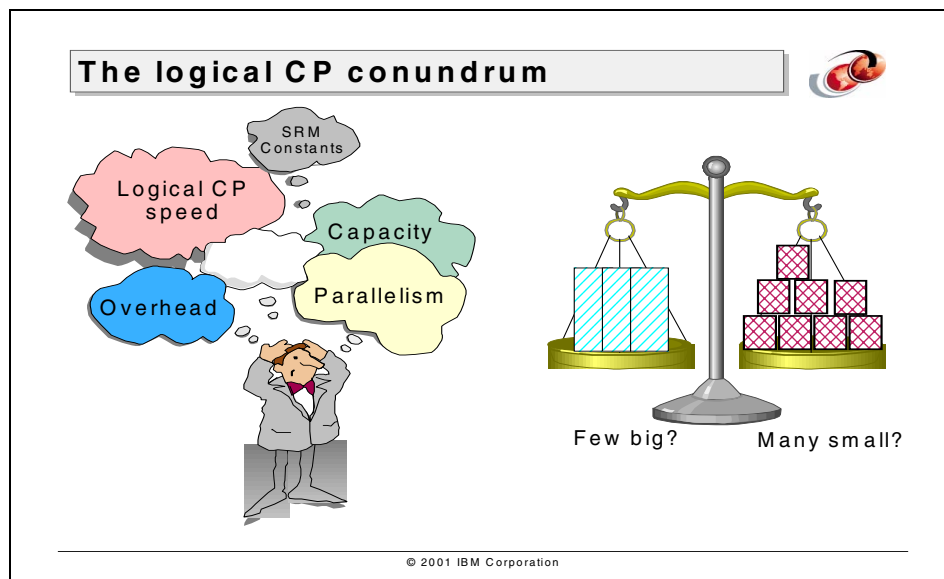 The logical CP conundrum
SRM
Constants
Logical CP
speed
Capacity
Overhead
Parallelism
Few big?
Many small?
© 2001 IBM Corporation